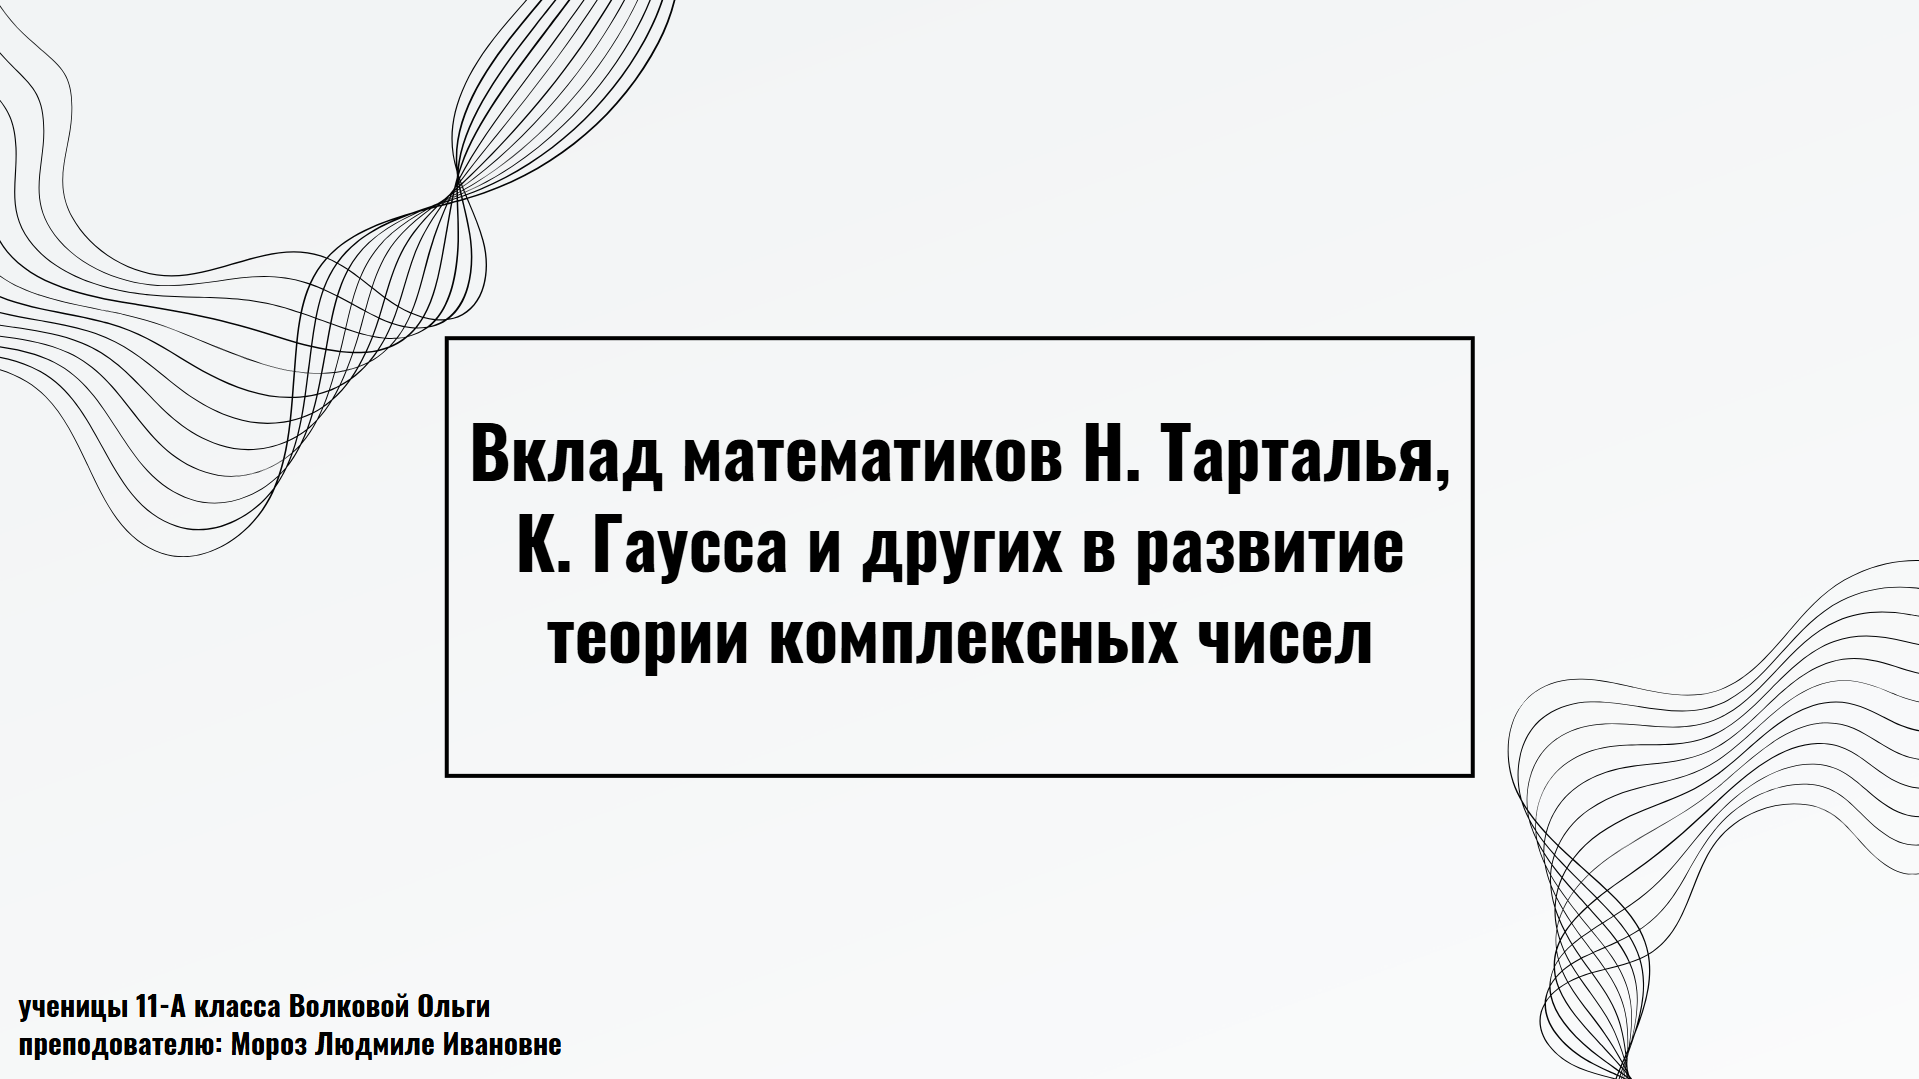 Вклад математиков Н. Тарталья,
К. Гаусса и других в развитие
теории комплексных чисел
ученицы 11-А класса Волковой Ольги
преподователю: Мороз Людмиле Ивановне